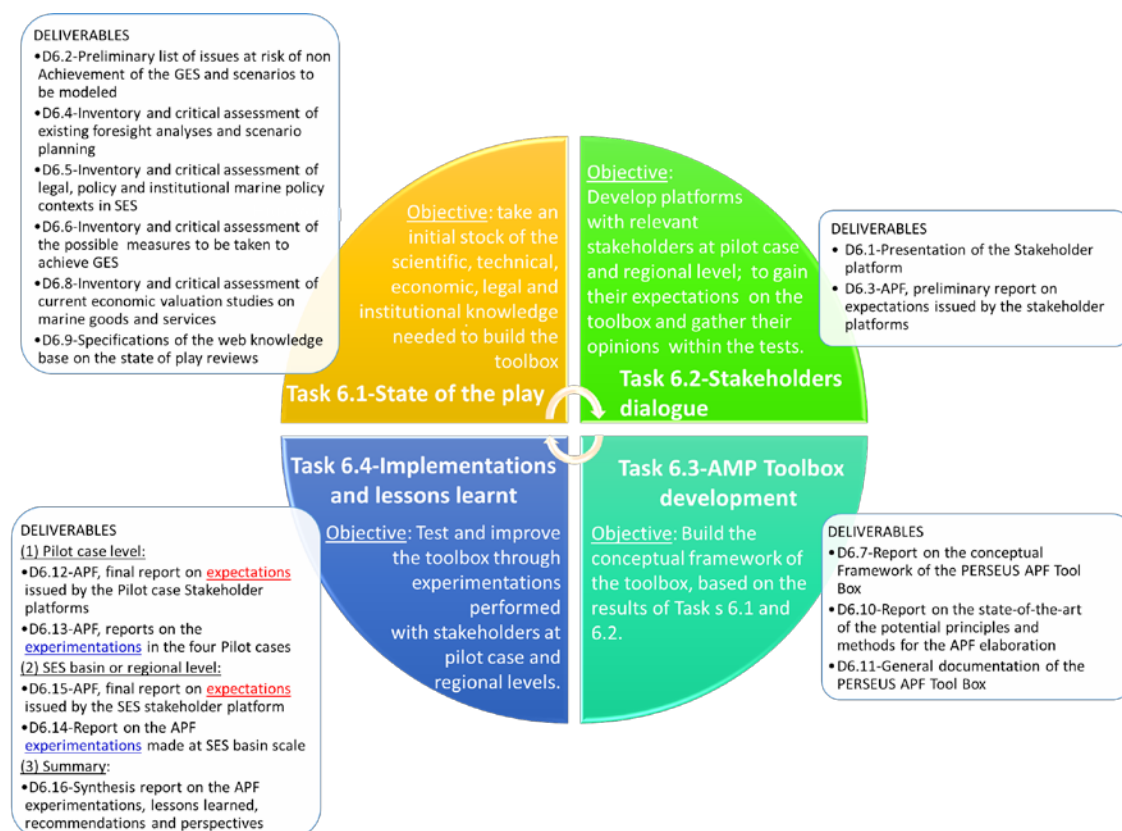 DELIVERABLES
•D6.2-Preliminary list of issues at risk of non
Achievement of the GES and scenarios to
be modeled
•D6.4-Inventory and critical assessment of
existing foresight analyses and scenario
planning
•D6.5-Inventory and critical assessment of
legal, policy and institutional marine policy
contexts in SES
•D6.6-Inventory and critical assessment of
the possible measures to be taken to
achieve GES
•D6.8-Inventory and critical assessment of
current economic valuation studies on
marine goods and services
•D6.9-Specifications of the web knowledge
base on the state of play reviews
Objective: take an
initial stock of the
scientific, technical,
economic, legal and
institutional knowledge
needed to build the
toolbox
Task 6.1-State of the play
Objective:
Develop platforms
with relevant
stakeholders at pilot case
and regional level; to gain
their expectations on the
toolbox and gather their
opinions within the tests.
Task 6.2-Stakeholders
dialogue
DELIVERABLES
• D6.1-Presentation of the Stakeholder
platform
• D6.3-APF, preliminary report on
expectations issued by the stakeholder
platforms
Task 6.4-Implementations
and lessons learnt
Objective: Test and improve
the toolbox through
experimentations
performed
with stakeholders at
pilot case and
regional levels.
Task 6.3-AMP Toolbox
development
Objective: Build the
conceptual framework
of the toolbox, based on the
results of Task s 6.1 and
6.2.
DELIVERABLES
(1) Pilot case level:
•D6.12-APF, final report on expectations
issued by the Pilot case Stakeholder
platforms
•D6.13-APF, reports on the
experimentations in the four Pilot cases
(2) SES basin or regional level:
•D6.15-APF, final report on expectations
issued by the SES stakeholder platform
•D6.14-Report on the APF
experimentations made at SES basin scale
(3) Summary:
•D6.16-Synthesis report on the APF
experimentations, lessons learned,
recommendations and perspectives
DELIVERABLES
•D6.7-Report on the conceptual
Framework of the PERSEUS APF Tool
Box
•D6.10-Report on the state-of-the-art
of the potential principles and
methods for the APF elaboration
•D6.11-General documentation of the
PERSEUS APF Tool Box